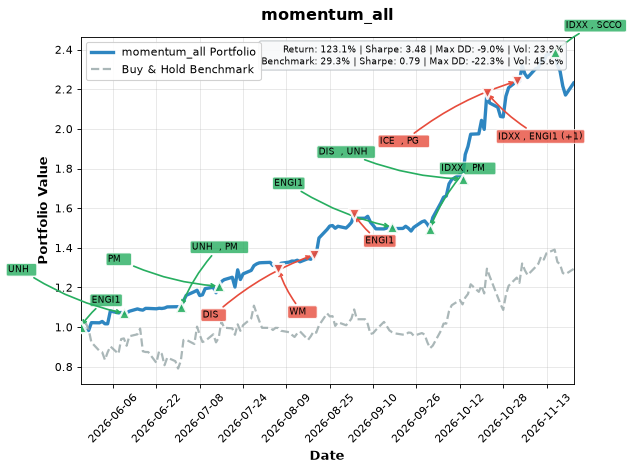 momentum_all
IDXX, SCCO
momentum_all Portfolio
Buy & Hold Benchmark
Return: 123.1% | Sharpe: 3.48 | Max DD: -9.0% | Vol: 23.9%
Benchmark: 29.3% | Sharpe: 0.79 | Max DD: -22.3% | Vol: 45.6%
2.4
2.2
2.0
1.8
1.6
1.4
1.2
1.0
0.8
Portfolio Value
ICE , PG
IDXX , ENGI1 (+1)
DIS , UNH
IDXX, PM
ENGI1
ENGI1
UNH , PM
PM
UNH
ENGI1
DIS
WM
2026-06-06
2026-06-22
2026-07-08
2026-07-24
2026-08-09
2026-08-25
2026-09-10
2026-09-26
2026-10-12
2026-10-28
2026-11-13
Date